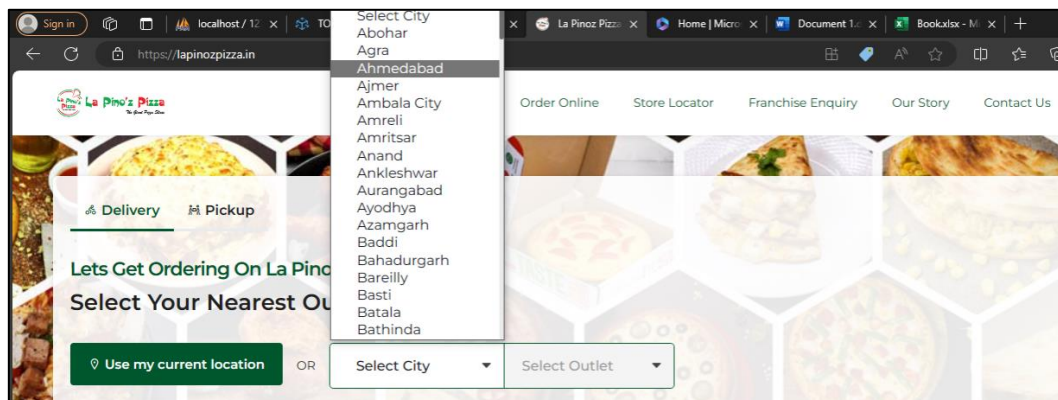 Sign in
localhost / 12
TO
La Pinoz Pizza
Home | Micro
Document 1.
Book.xlsx - M
https://lapinozpizza.in
La Pino'z Pizza
Order Online
Store Locator
Franchise Enquiry
Our Story
Contact Us
Select City
Abohar
Agra
Ahmedabad
Ajmer
Ambala City
Amreli
Amritsar
Anand
Ankleshwar
Aurangabad
Ayodhya
Azamgarh
Baddi
Bahadurgarh
Bareilly
Basti
Batala
Bathinda
Delivery
Pickup
Lets Get Ordering On La Pino
Select Your Nearest Ou
Use my current location
OR
Select City
Select Outlet